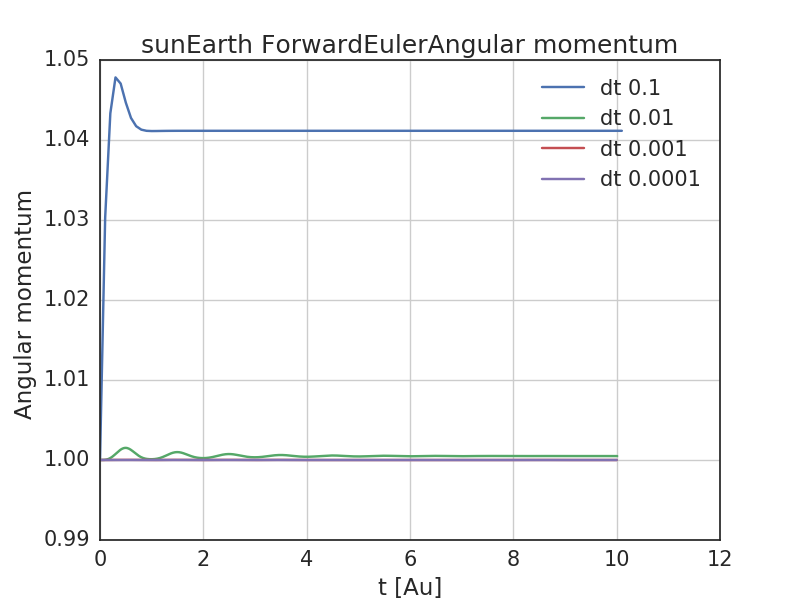 sunEarth ForwardEulerAngular momentum
1.05
1.04
1.03
1.02
1.01
1.00
0.99
Angular momentum
dt 0.1
dt 0.01
dt 0.001
dt 0.0001
0 2 4 6 8 10 12
t [Au]